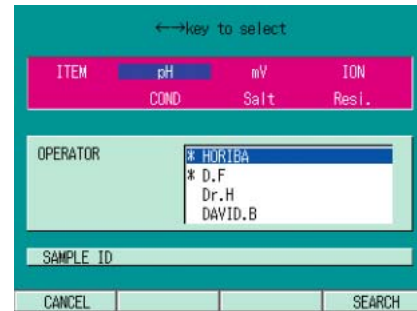 ←→key to select
ITEM pH mV ION
COND Salt Resi.
OPERATOR * HORIBA
* D.F
Dr.H
DAVID.B
SAMPLE ID
CANCEL SEARCH